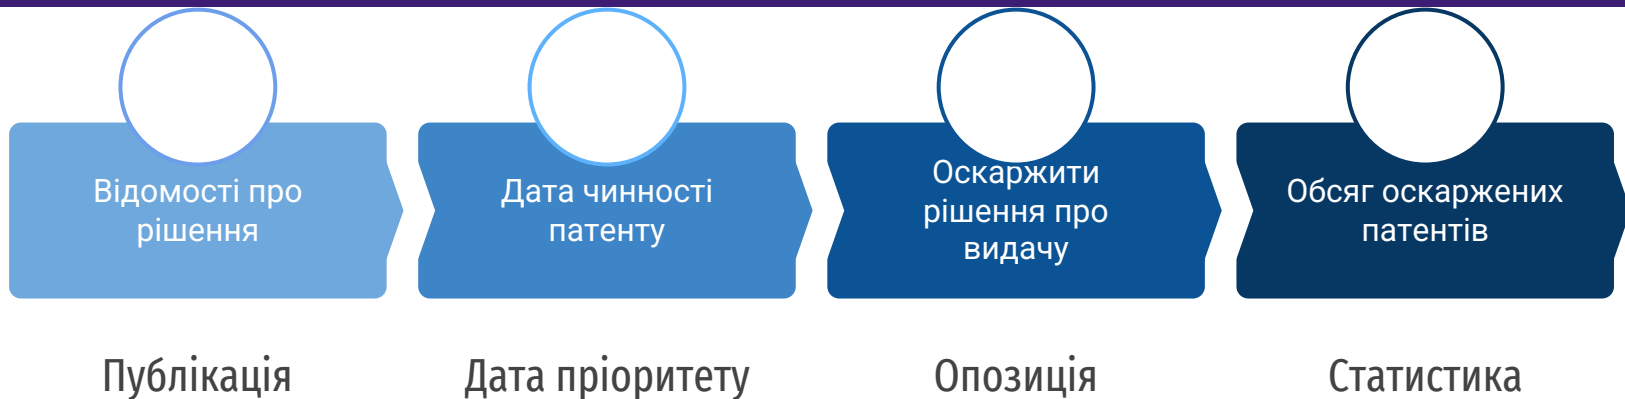 Відомості про
рішення
Дата чинності
патенту
Оскаржити
рішення про
видачу
Обсяг оскаржених
патентів
Публікація
Дата пріоритету
Опозиція
Статистика